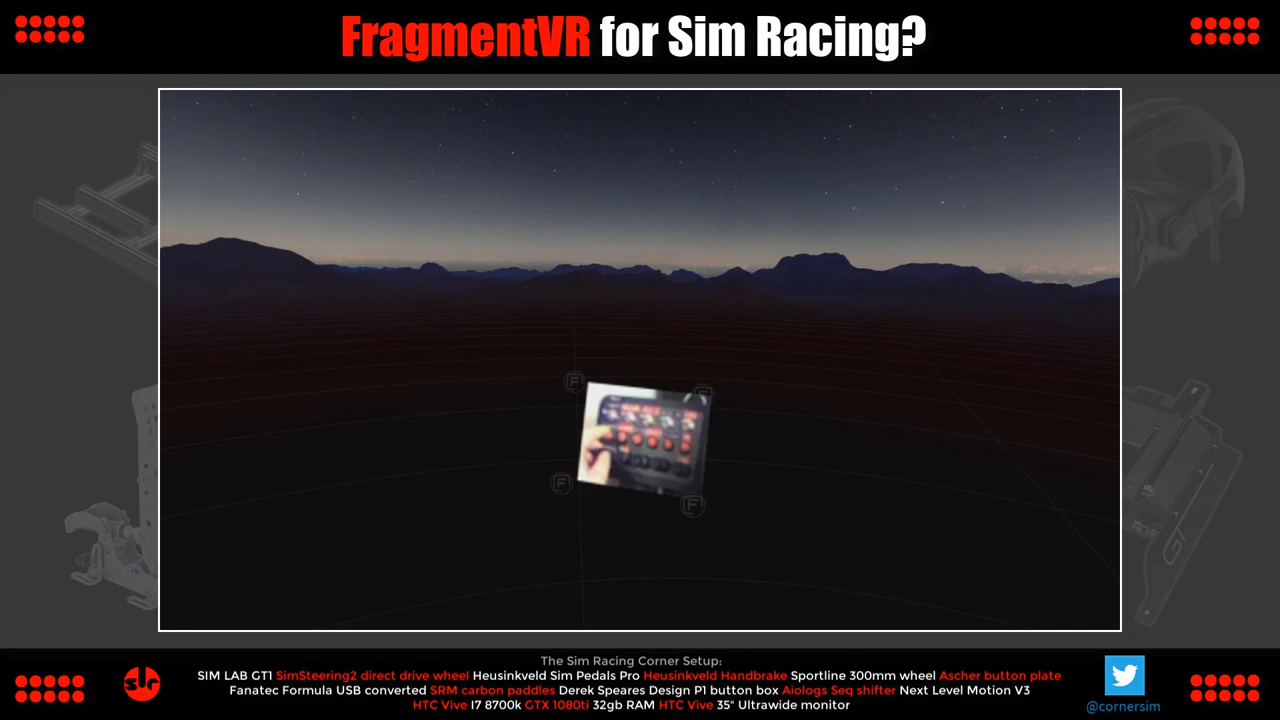 FragmentVR for Sim Racing?
F
F
F
F
The Sim Racing Corner Setup:
SIM LAB GT1 SimSteering2 direct drive wheel Heusinkveld Sim Pedals Pro Heusinkveld Handbrake Sportline 300mm wheel Ascher button plate
Fanatec Formula USB converted SRM carbon paddles Derek Speares Design P1 button box Aiologs Seq shifter Next Level Motion V3
HTC Vive I7 8700k GTX 1080ti 32gb RAM HTC Vive 35" Ultrawide monitor
@cornersim